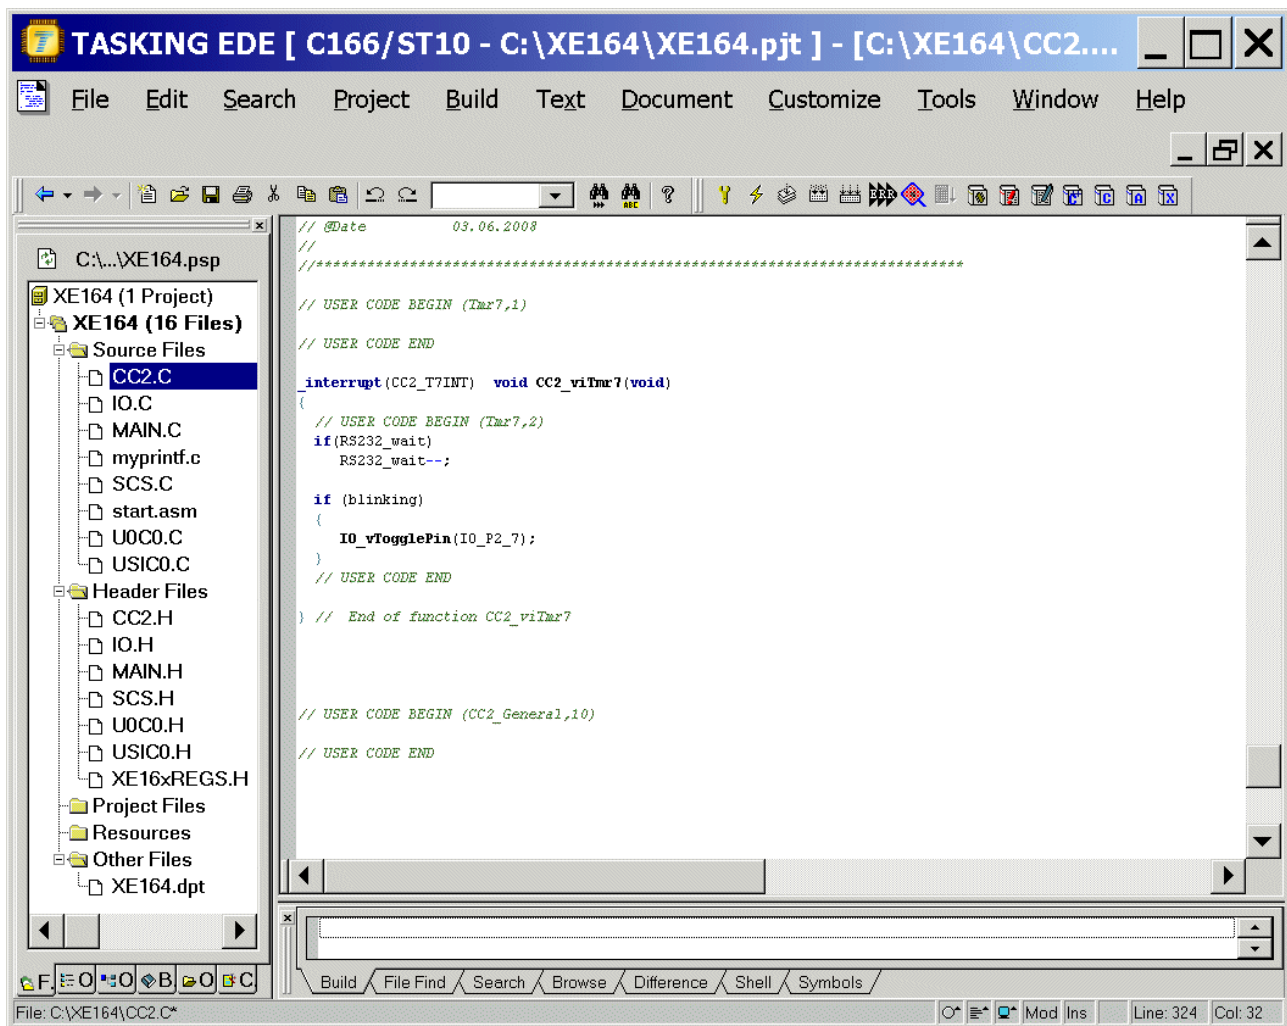 TASKING EDE [ C166/ST10 - C:\XE164\XE164.pjt ] - [C:\XE164\CC2....
File Edit Search Project Build Text Document Customize Tools Window Help
C:\...\XE164.psp
XE164 (1 Project)
XE164 (16 Files)
Source Files
CC2.C
IO.C
MAIN.C
myprintf.c
SCS.C
start.asm
U0C0.C
USIC0.C
Header Files
CC2.H
IO.H
MAIN.H
SCS.H
U0C0.H
USIC0.H
XE16xREGS.H
Project Files
Resources
Other Files
XE164.dpt
F. O O B O C
// @Date 03.06.2008
//
//****************************************************************************
// USER CODE BEGIN (Tmr7,1)
// USER CODE END
_interrupt(CC2_T7INT) void CC2_viTmr7(void)
{
// USER CODE BEGIN (Tmr7,2)
if(RS232_wait)
RS232_wait--;
if (blinking)
{
IO_vTogglePin(IO_P2_7);
}
// USER CODE END
} // End of function CC2_viTmr7
// USER CODE BEGIN (CC2_General,10)
// USER CODE END
Build File Find Search Browse Difference Shell Symbols
File: C:\XE164\CC2.C* Mod Ins Line: 324 Col: 32